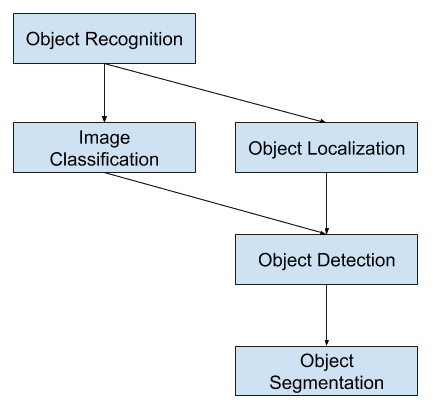 Object Recognition
Image
Classification
Object Localization
Object Detection
Object
Segmentation